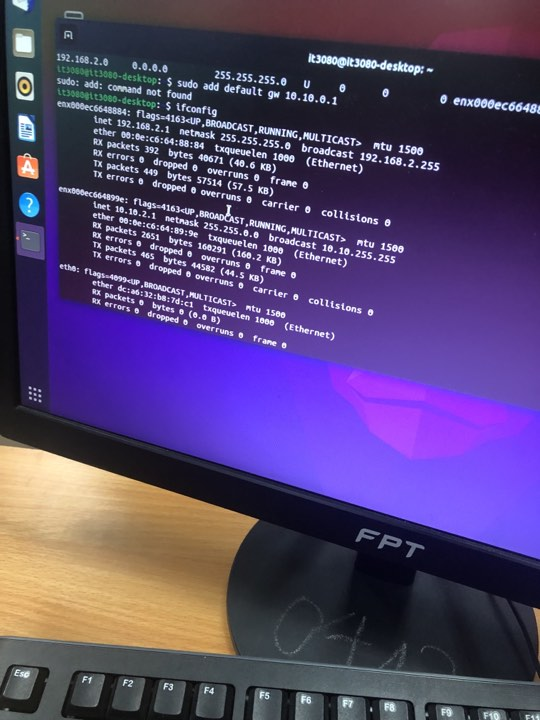 it3080@it3080-desktop: ~
192.168.2.0 0.0.0.0 255.255.255.0 U 0 0 0 enx000ec66488
it3080@it3080-desktop:~$ sudo add default gw 10.10.0.1
sudo: add: command not found
it3080@it3080-desktop:~$ ifconfig
enx000ec6648884: flags=4163<UP,BROADCAST,RUNNING,MULTICAST> mtu 1500
inet 192.168.2.1 netmask 255.255.255.0 broadcast 192.168.2.255
ether 00:0e:c6:64:88:84 txqueuelen 1000 (Ethernet)
RX packets 392 bytes 40671 (40.6 KB)
RX errors 0 dropped 0 overruns 0 frame 0
TX packets 449 bytes 57514 (57.5 KB)
TX errors 0 dropped 0 overruns 0 carrier 0 collisions 0
enx000ec664899e: flags=4163<UP,BROADCAST,RUNNING,MULTICAST> mtu 1500
inet 10.10.2.1 netmask 255.255.0.0 broadcast 10.10.255.255
ether 00:0e:c6:64:89:9e txqueuelen 1000 (Ethernet)
RX packets 2651 bytes 160291 (160.2 KB)
RX errors 0 dropped 0 overruns 0 frame 0
TX packets 465 bytes 44582 (44.5 KB)
TX errors 0 dropped 0 overruns 0 carrier 0 collisions 0
eth0: flags=4099<UP,BROADCAST,MULTICAST> mtu 1500
ether dc:a6:32:b8:7d:c1 txqueuelen 1000 (Ethernet)
RX packets 0 bytes 0 (0.0 B)
RX errors 0 dropped 0 overruns 0 frame 0
FPT
Esc F1 F2 F3 F4 F5 F6 F7 F8 F9 F10 F11